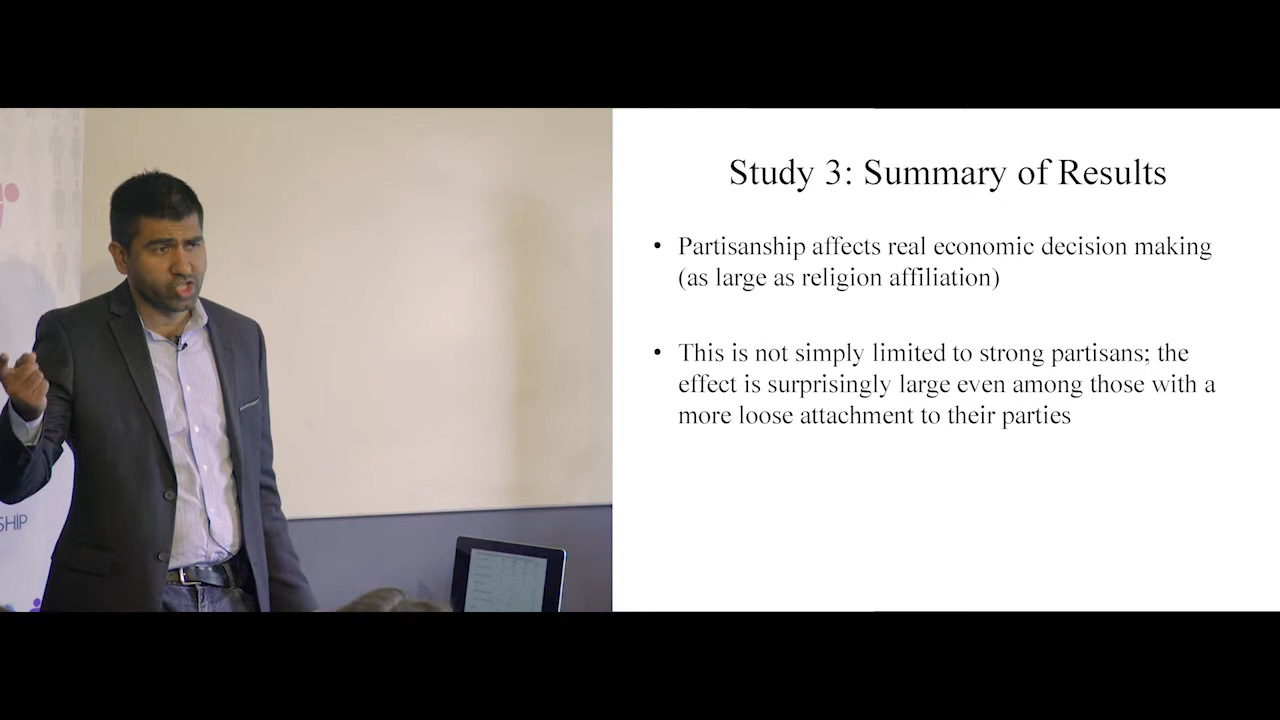 Study 3: Summary of Results
• Partisanship affects real economic decision making
(as large as religion affiliation)
• This is not simply limited to strong partisans; the
effect is surprisingly large even among those with a
more loose attachment to their parties
SHIP